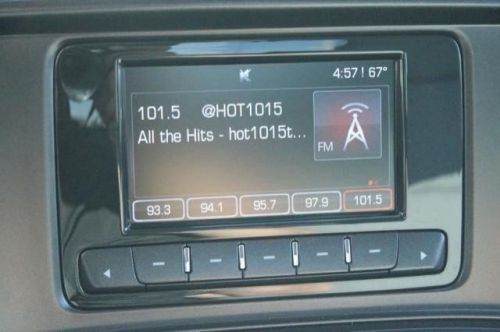 4:57 ! 67°
101.5 @HOT1015
All the Hits - hot1015t...
FM
93.3 94.1 95.7 97.9 101.5